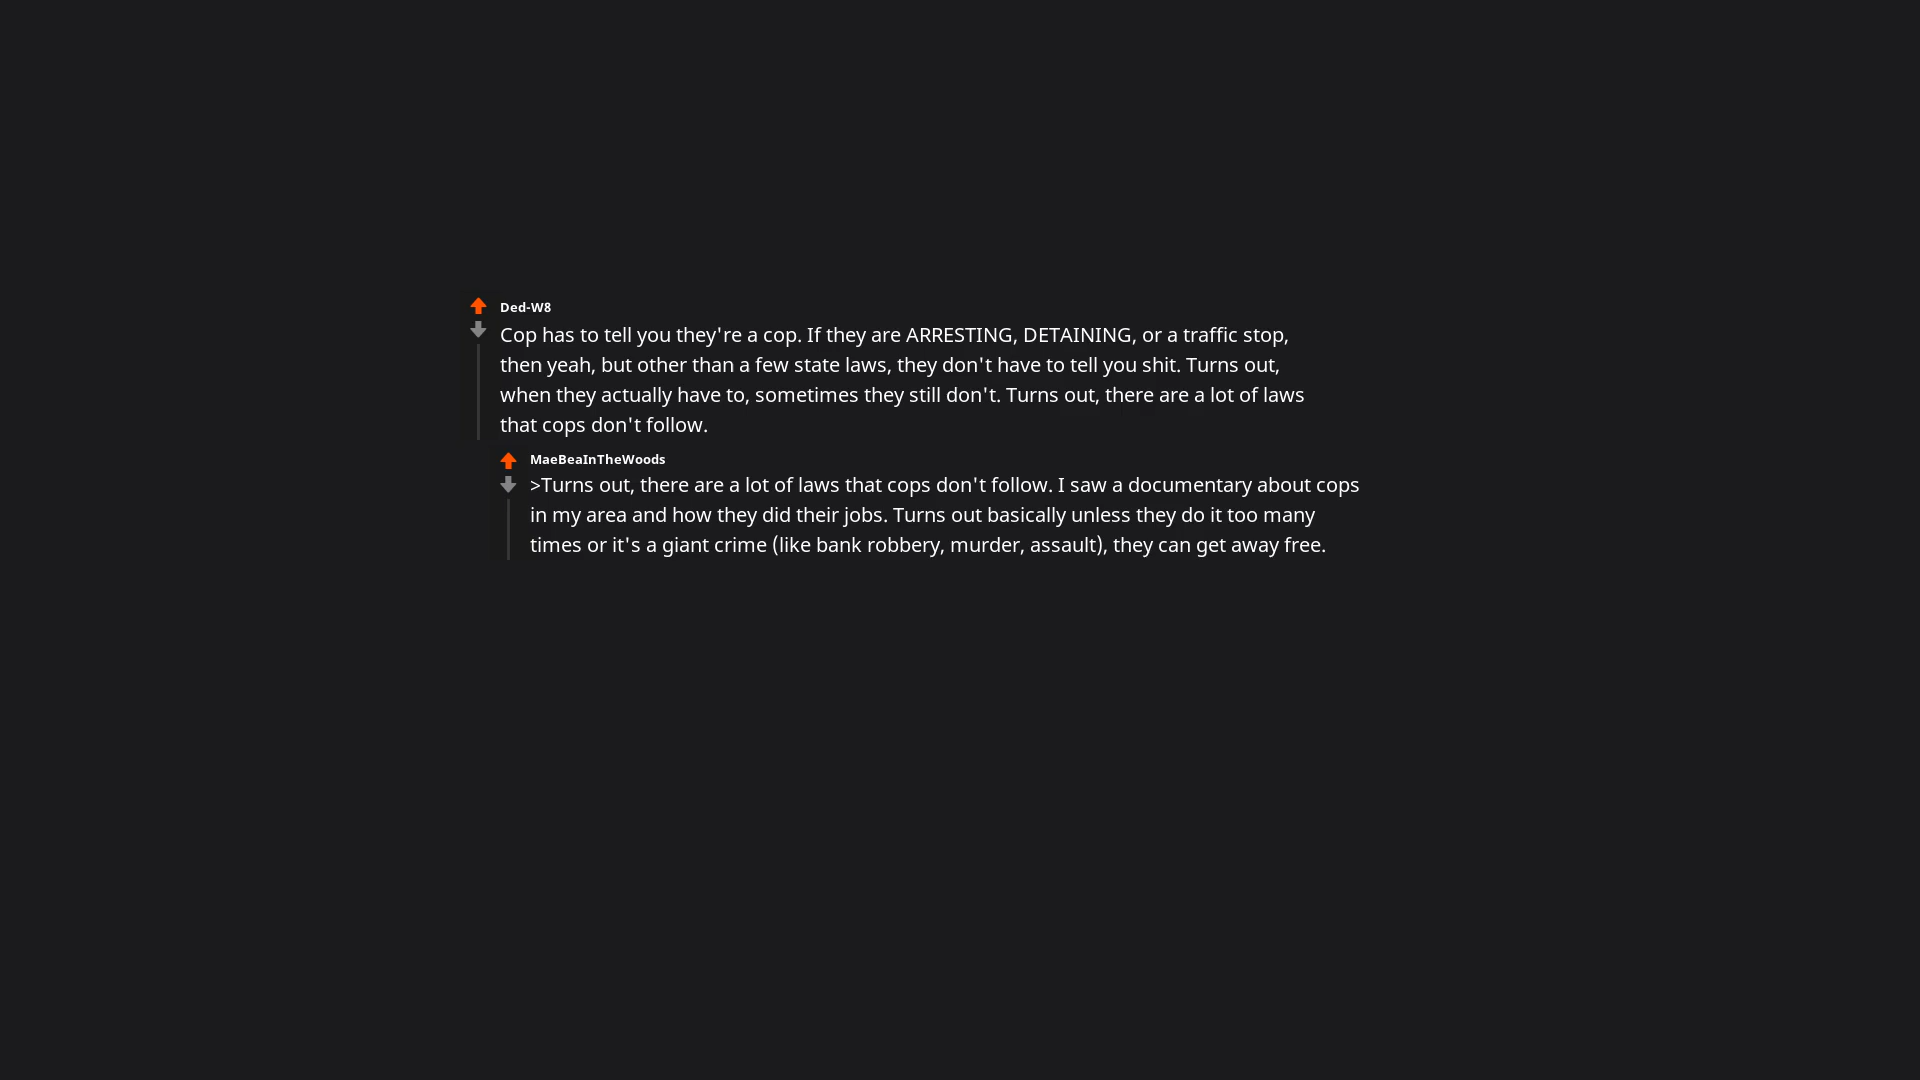 Ded-W8
Cop has to tell you they're a cop. If they are ARRESTING, DETAINING, or a traffic stop,
then yeah, but other than a few state laws, they don't have to tell you shit. Turns out,
when they actually have to, sometimes they still don't. Turns out, there are a lot of laws
that cops don't follow.
MaeBeaInTheWoods
>Turns out, there are a lot of laws that cops don't follow. I saw a documentary about cops
in my area and how they did their jobs. Turns out basically unless they do it too many
times or it's a giant crime (like bank robbery, murder, assault), they can get away free.